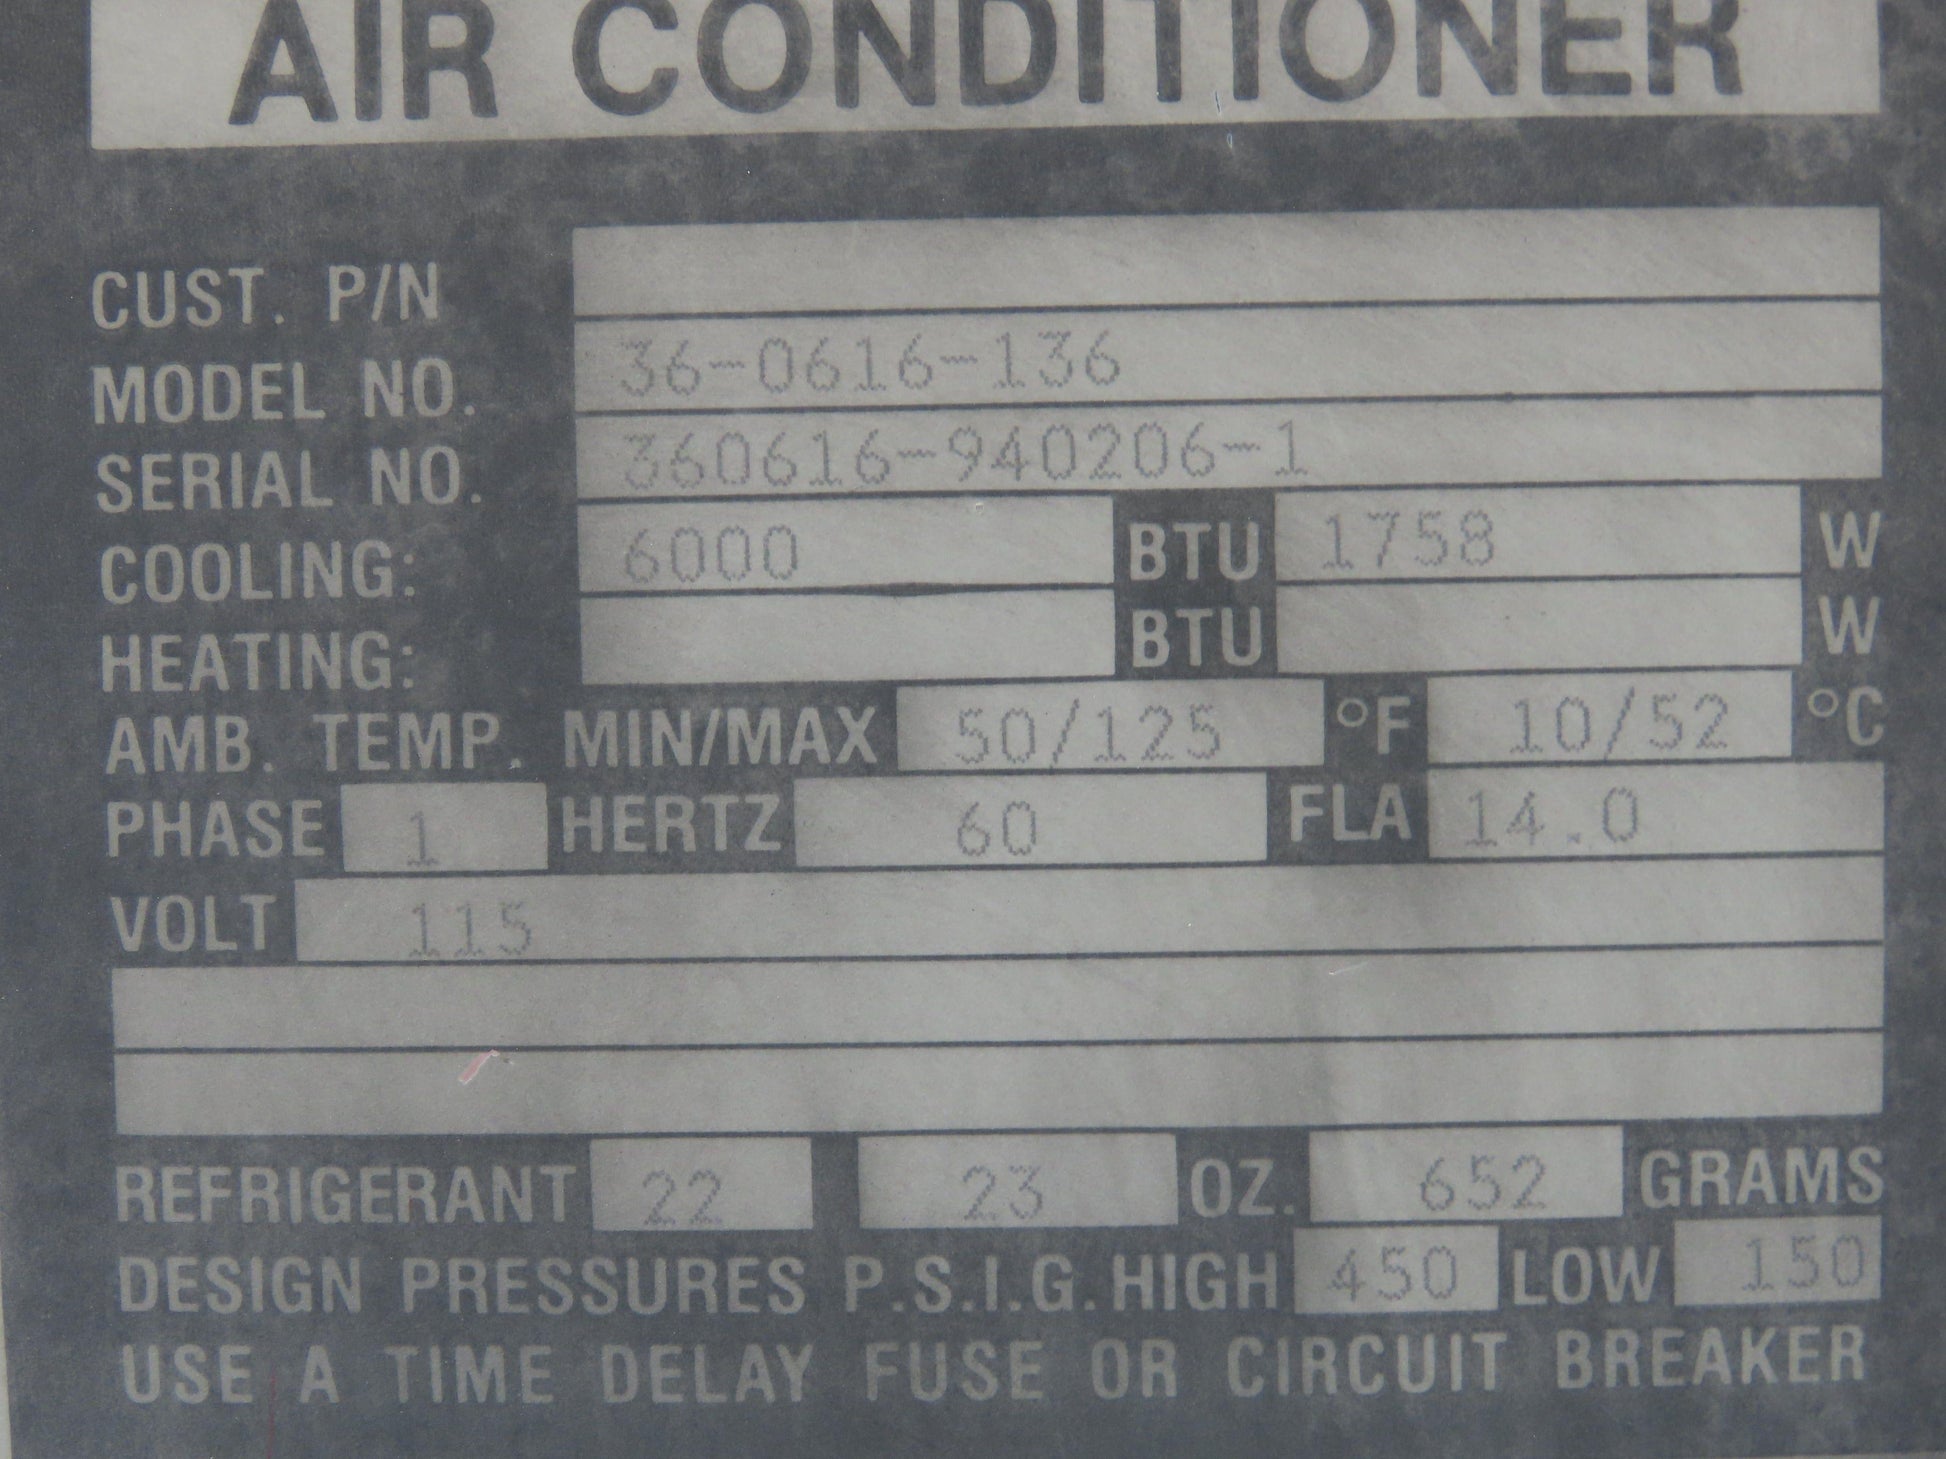 AIR CONDITIONER
CUST. P/N
MODEL NO. 36-0616-136
SERIAL NO. 360616-940206-1
COOLING: 6000 BTU 1758 W
HEATING: BTU W
AMB. TEMP. MIN/MAX 50/125 °F 10/52 °C
PHASE 1 HERTZ 60 FLA 14.0
VOLT 115
REFRIGERANT 22 23 OZ. 652 GRAMS
DESIGN PRESSURES P.S.I.G. HIGH 450 LOW 150
USE A TIME DELAY FUSE OR CIRCUIT BREAKER